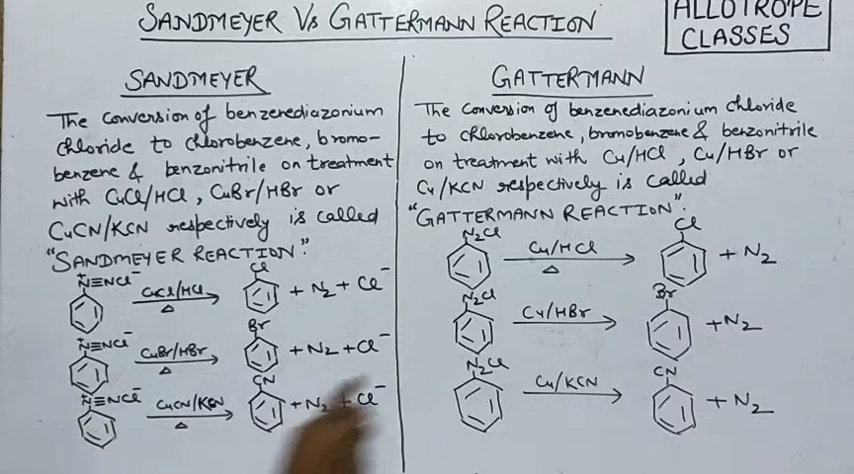 SANDMEYER Vs GATTERMANN REACTION
ALLOTROPE
CLASSES
SANDMEYER
The conversion of benzenediazonium
chloride to chlorobenzene, bromo-
benzene & benzonitrile on treatment
with CuCl/HCl, CuBr/HBr or
CuCN/KCN respectively is called
"SANDMEYER REACTION".
N≡NCl⁻ CuCl/HCl Δ Cl + N2 + Cl⁻
N≡NCl⁻ CuBr/HBr Δ Br + N2 + Cl⁻
N≡NCl⁻ CuCN/KCN Δ CN + N2 + Cl⁻
GATTERMANN
The conversion of benzenediazonium chloride
to chlorobenzene, bromobenzene & benzonitrile
on treatment with Cu/HCl, Cu/HBr or
Cu/KCN respectively is called
"GATTERMANN REACTION".
N2Cl Cu/HCl Δ Cl + N2
N2Cl Cu/HBr Br + N2
N2Cl Cu/KCN CN + N2